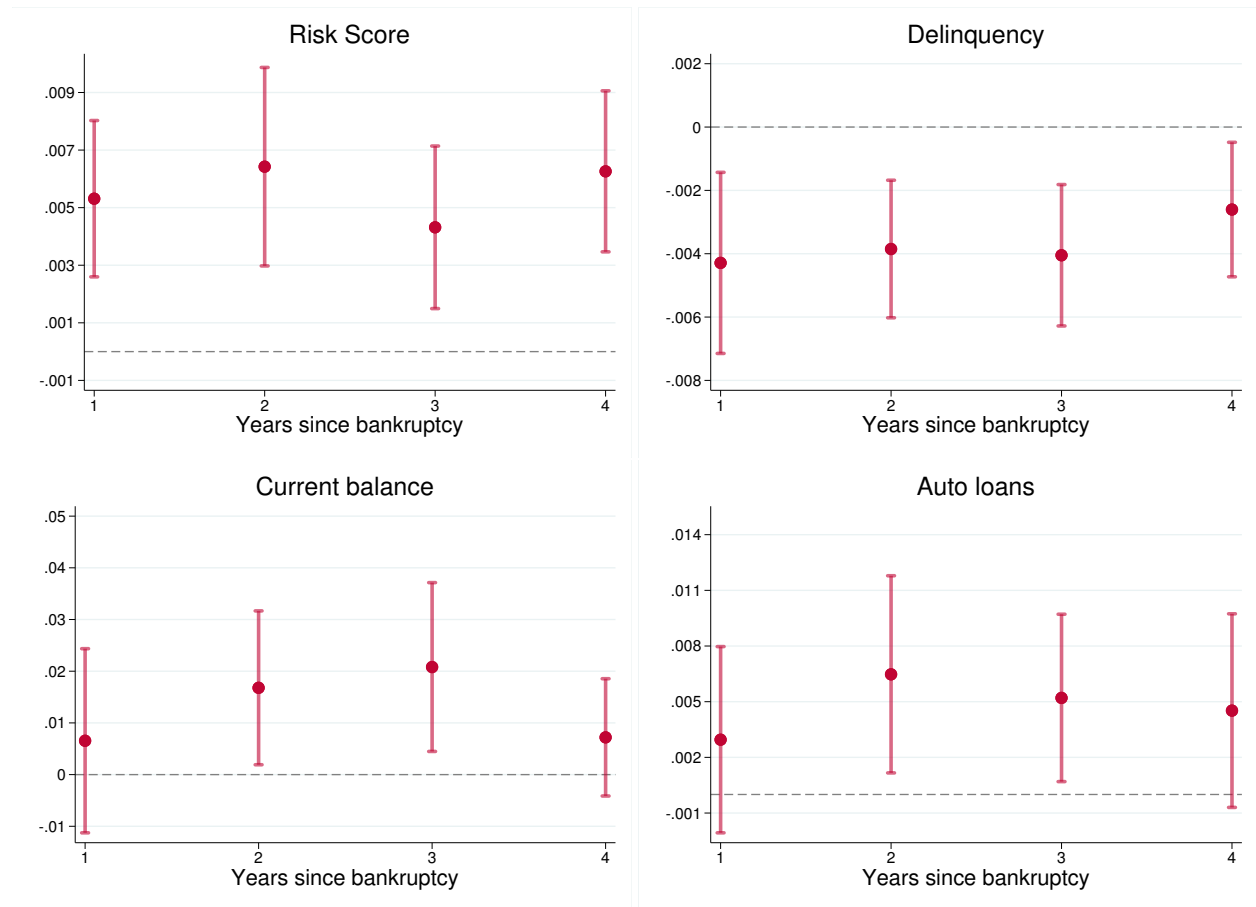 Risk Score
.009
.007
.005
.003
.001
-.001
1 2 3 4
Years since bankruptcy
Delinquency
.002
0
-.002
-.004
-.006
-.008
1 2 3 4
Years since bankruptcy
Current balance
.05
.04
.03
.02
.01
0
-.01
1 2 3 4
Years since bankruptcy
Auto loans
.014
.011
.008
.005
.002
-.001
1 2 3 4
Years since bankruptcy